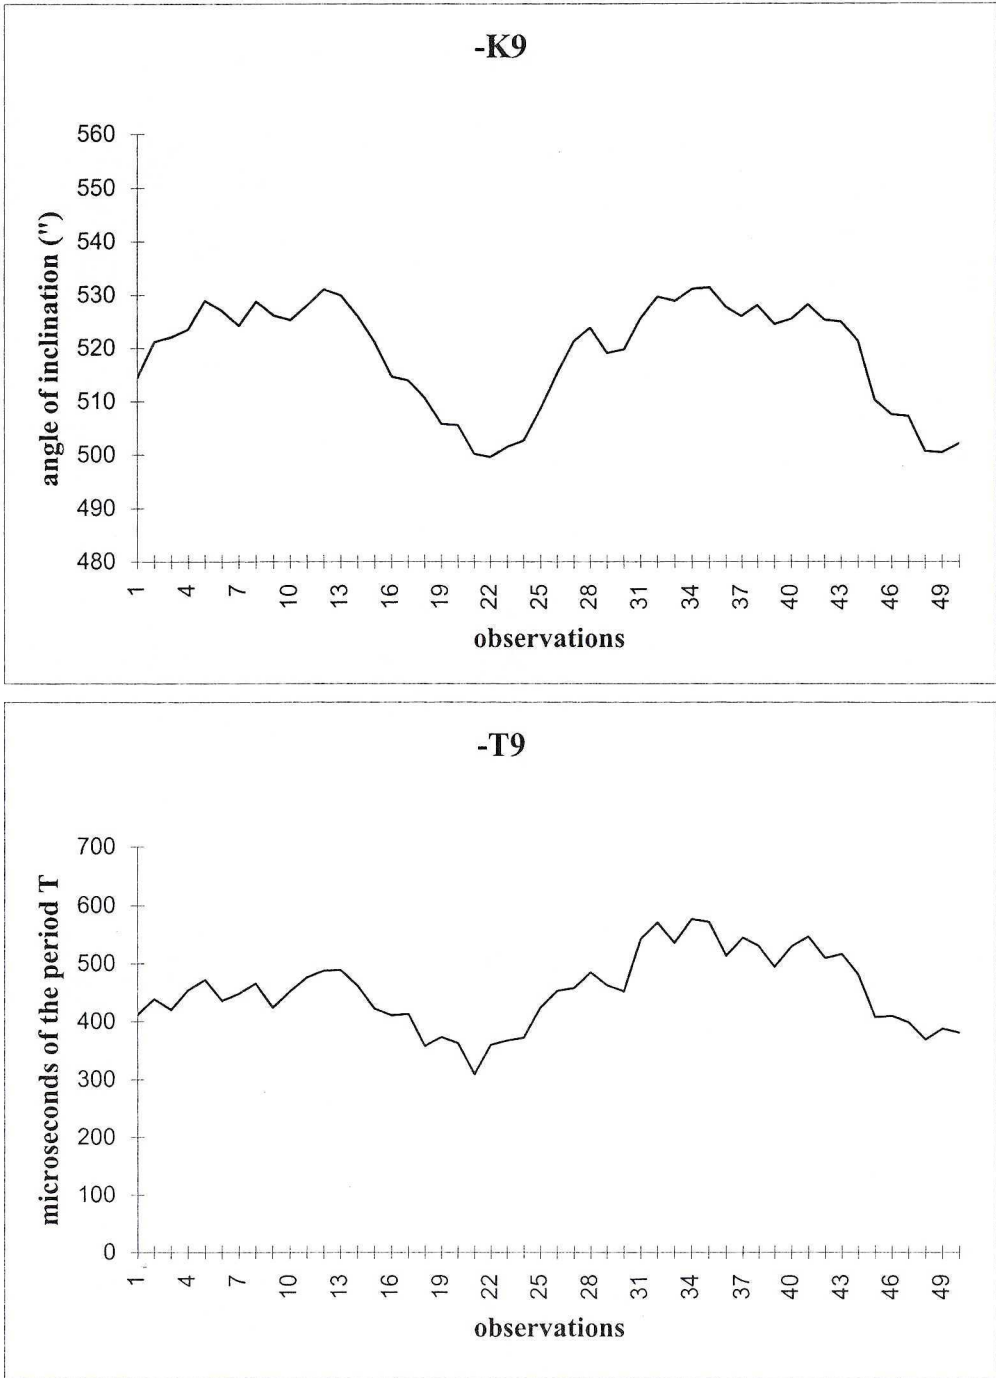 -K9
angle of inclination (")
560
550
540
530
520
510
500
490
480
1 4 7 10 13 16 19 22 25 28 31 34 37 40 43 46 49
observations
-T9
microseconds of the period T
700
600
500
400
300
200
100
0
1 4 7 10 13 16 19 22 25 28 31 34 37 40 43 46 49
observations